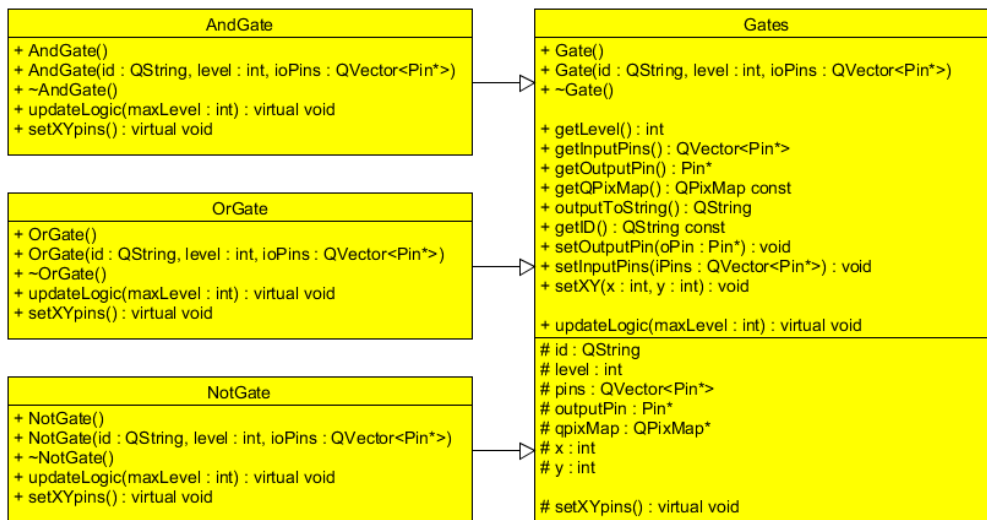 AndGate
+ AndGate()
+ AndGate(id : QString, level : int, ioPins : QVector<Pin*>)
+ ~AndGate()
+ updateLogic(maxLevel : int) : virtual void
+ setXYpins() : virtual void
OrGate
+ OrGate()
+ OrGate(id : QString, level : int, ioPins : QVector<Pin*>)
+ ~OrGate()
+ updateLogic(maxLevel : int) : virtual void
+ setXYpins() : virtual void
NotGate
+ NotGate()
+ NotGate(id : QString, level : int, ioPins : QVector<Pin*>)
+ ~NotGate()
+ updateLogic(maxLevel : int) : virtual void
+ setXYpins() : virtual void
Gates
+ Gate()
+ Gate(id : QString, level : int, ioPins : QVector<Pin*>)
+ ~Gate()
+ getLevel() : int
+ getInputPins() : QVector<Pin*>
+ getOutputPin() : Pin*
+ getQPixMap() : QPixMap const
+ outputToString() : QString
+ getID() : QString const
+ setOutputPin(oPin : Pin*) : void
+ setInputPins(iPins : QVector<Pin*>) : void
+ setXY(x : int, y : int) : void
+ updateLogic(maxLevel : int) : virtual void
# id : QString
# level : int
# pins : QVector<Pin*>
# outputPin : Pin*
# qpixMap : QPixMap*
# x : int
# y : int
# setXYpins() : virtual void